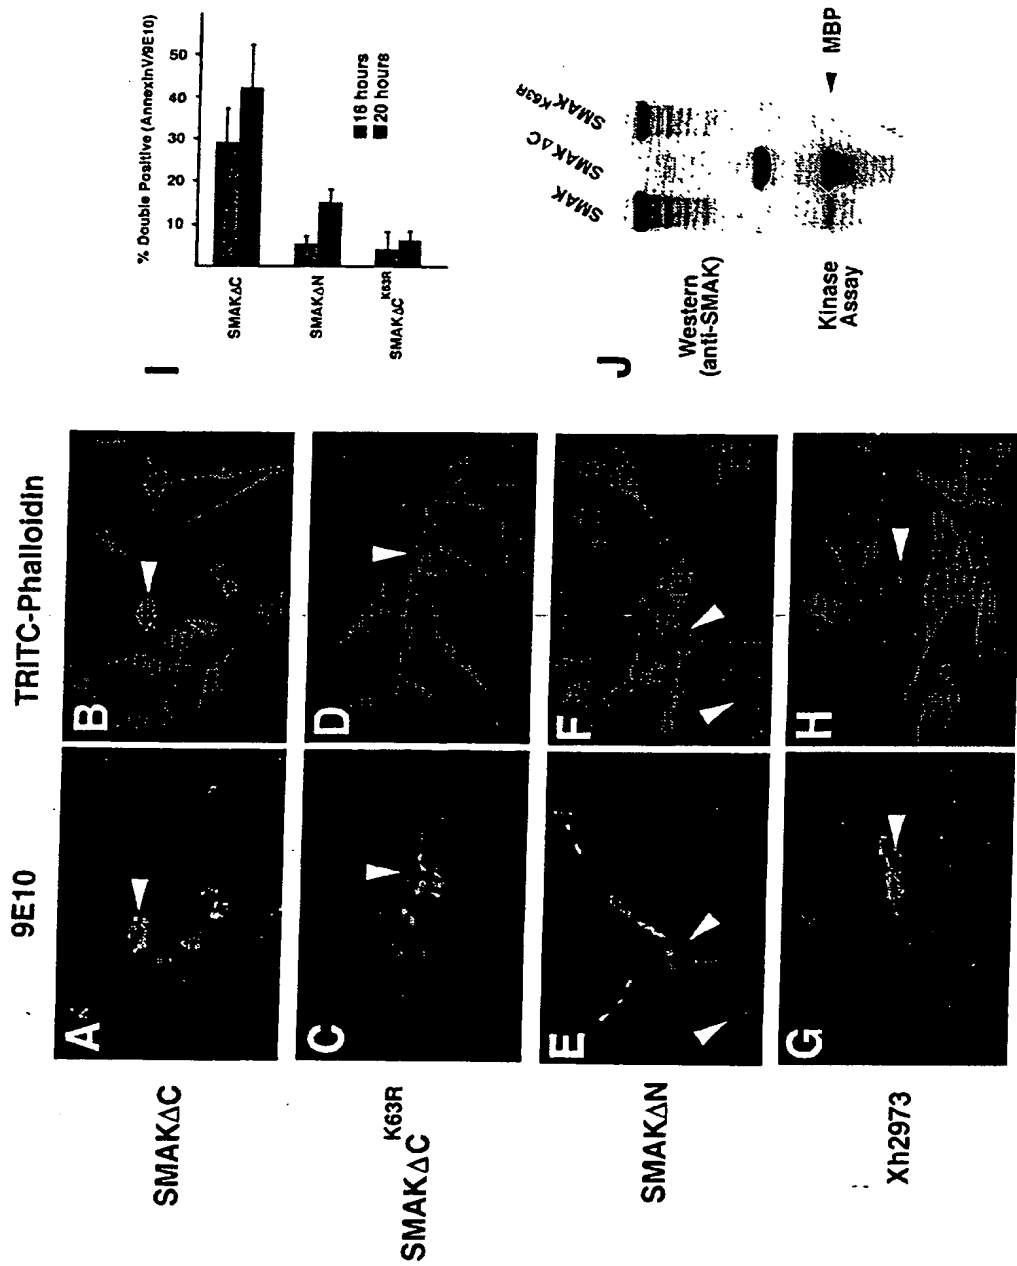 9E10
TRITC-Phalloidin
SMAKΔC
A
B
SMAKΔC K63R
C
D
SMAKΔN
E
F
Xh2973
G
H
I
% Double Positive (AnnexinV/9E10)
10
20
30
40
50
SMAKΔC
SMAKΔN
SMAKΔC K63R
16 hours
20 hours
J
SMAK
SMAKΔC
SMAK K63R
Western
(anti-SMAK)
Kinase
Assay
MBP